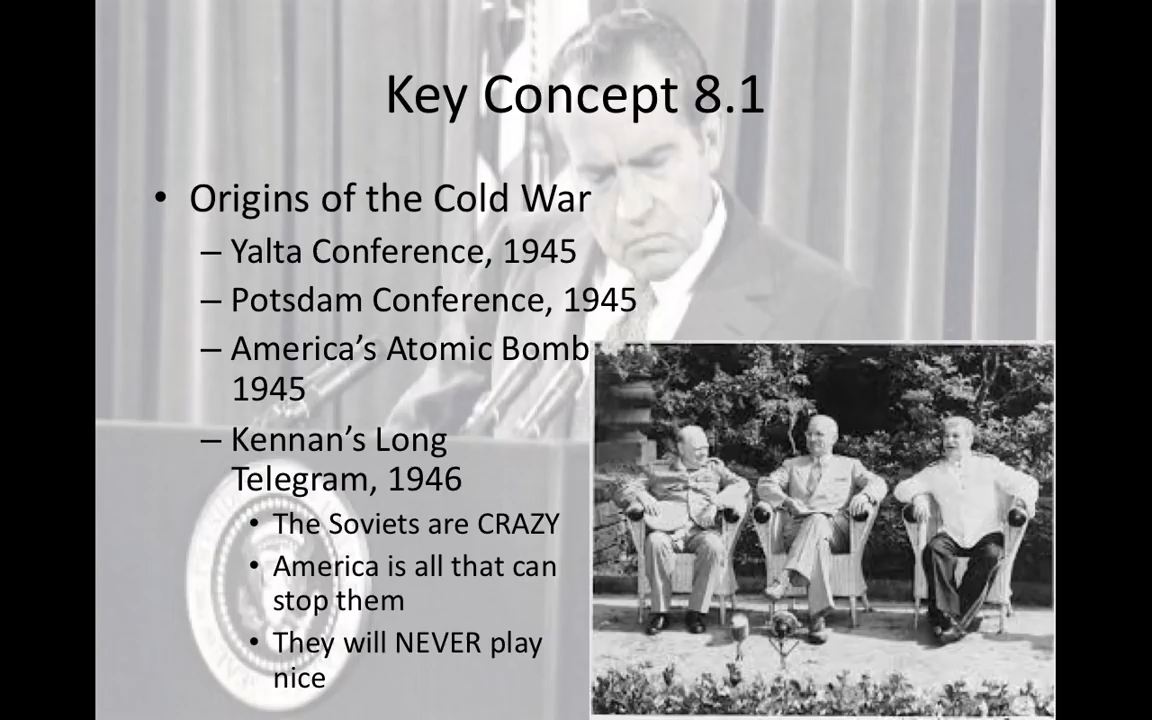 Key Concept 8.1
• Origins of the Cold War
– Yalta Conference, 1945
– Potsdam Conference, 1945
– America’s Atomic Bomb
1945
– Kennan’s Long
Telegram, 1946
• The Soviets are CRAZY
• America is all that can
stop them
• They will NEVER play
nice